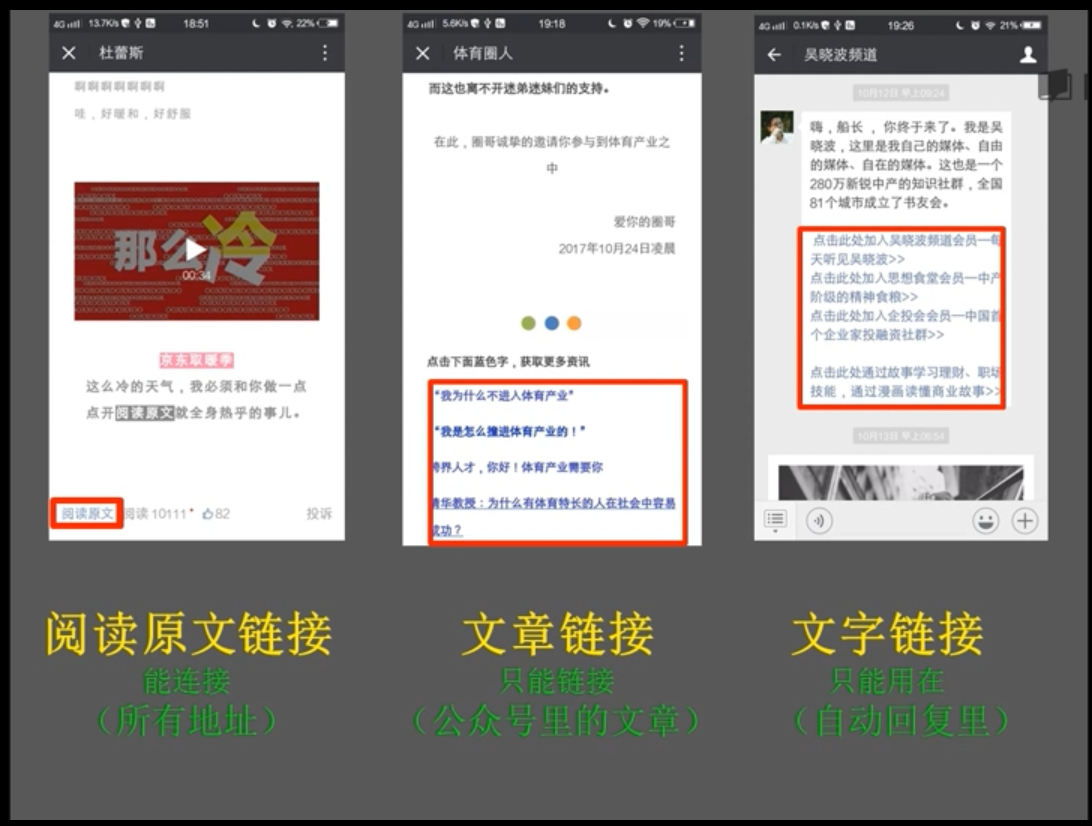 4G 13.7K/s 18:51 22%
杜蕾斯
啊啊啊啊啊啊啊
哇，好暖和，好舒服
那么冷
00:34
京东取暖季
这么冷的天气，我必须和你做一点
点开阅读原文就全身热乎的事儿。
阅读原文 阅读 10111 82 投诉
阅读原文链接
能连接
（所有地址）
4G 5.6K/s 19:18 19%
体育圈人
而这也离不开迷弟迷妹们的支持。
在此，圈哥诚挚的邀请你参与到体育产业之
中
爱你的圈哥
2017年10月24日凌晨
点击下面蓝色字，获取更多资讯
“我为什么不进入体育产业”
“我是怎么撞进体育产业的！”
跨界人才，你好！体育产业需要你
清华教授：为什么有体育特长的人在社会中容易
成功？
文章链接
只能链接
（公众号里的文章）
4G 0.1K/s 19:26 21%
吴晓波频道
10月12日 早上09:24
嗨，船长，你终于来了。我是吴
晓波，这里是我自己的媒体、自由
的媒体、自在的媒体。这也是一个
280万新锐中产的知识社群，全国
81个城市成立了书友会。
点击此处加入吴晓波频道会员—每
天听见吴晓波>>
点击此处加入思想食堂会员—中产
阶级的精神食粮>>
点击此处加入企投会会员—中国首
个企业家投融资社群>>
点击此处通过故事学习理财、职场
技能，通过漫画读懂商业故事>>
10月13日 早上06:54
文字链接
只能用在
（自动回复里）